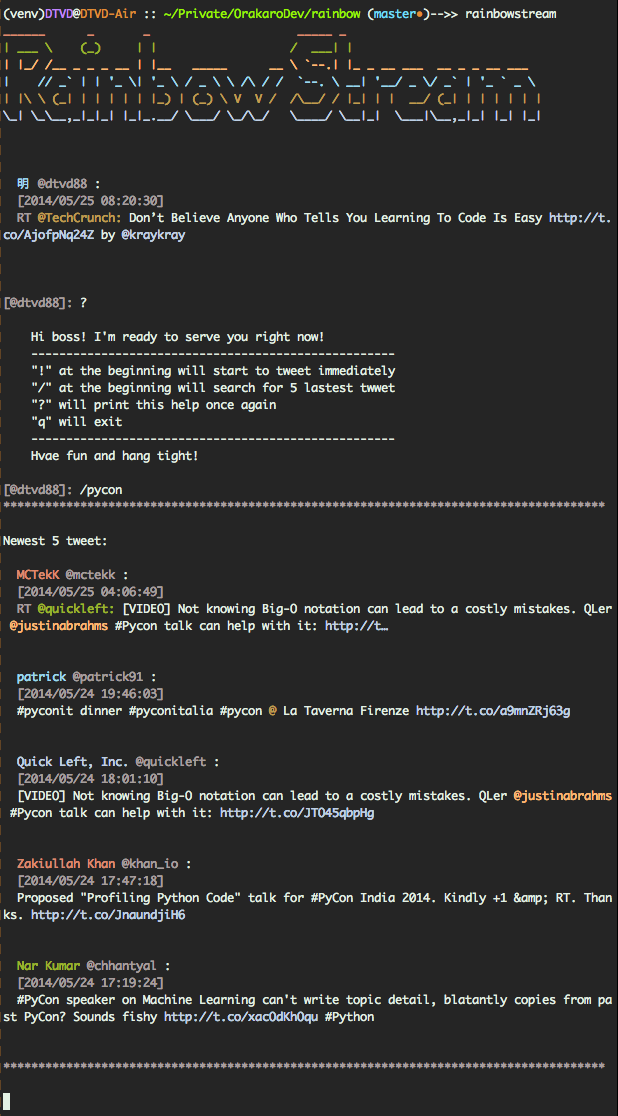 (venv)DTVD@DTVD-Air :: ~/Private/OrakaroDev/rainbow (master•)-->> rainbowstream
Rainbow Stream
明 @dtvd88 :
[2014/05/25 08:20:30]
RT @TechCrunch: Don’t Believe Anyone Who Tells You Learning To Code Is Easy http://t.
co/AjofpNq24Z by @kraykray
[@dtvd88]: ?
Hi boss! I'm ready to serve you right now!
----------------------------------------------------
"!" at the beginning will start to tweet immediately
"/" at the beginning will search for 5 lastest twwet
"?" will print this help once again
"q" will exit
----------------------------------------------------
Hvae fun and hang tight!
[@dtvd88]: /pycon
**************************************************************************************
Newest 5 tweet:
MCTekK @mctekk :
[2014/05/25 04:06:49]
RT @quickleft: [VIDEO] Not knowing Big-O notation can lead to a costly mistakes. QLer
@justinabrahms #Pycon talk can help with it: http://t…
patrick @patrick91 :
[2014/05/24 19:46:03]
#pyconit dinner #pyconitalia #pycon @ La Taverna Firenze http://t.co/a9mnZRj63g
Quick Left, Inc. @quickleft :
[2014/05/24 18:01:10]
[VIDEO] Not knowing Big-O notation can lead to a costly mistakes. QLer @justinabrahms
#Pycon talk can help with it: http://t.co/JTO45qbpHg
Zakiullah Khan @khan_io :
[2014/05/24 17:47:18]
Proposed "Profiling Python Code" talk for #PyCon India 2014. Kindly +1 &amp; RT. Than
ks. http://t.co/JnaundjiH6
Nar Kumar @chhantyal :
[2014/05/24 17:19:24]
#PyCon speaker on Machine Learning can't write topic detail, blatantly copies from pa
st PyCon? Sounds fishy http://t.co/xacOdKhOqu #Python
**************************************************************************************